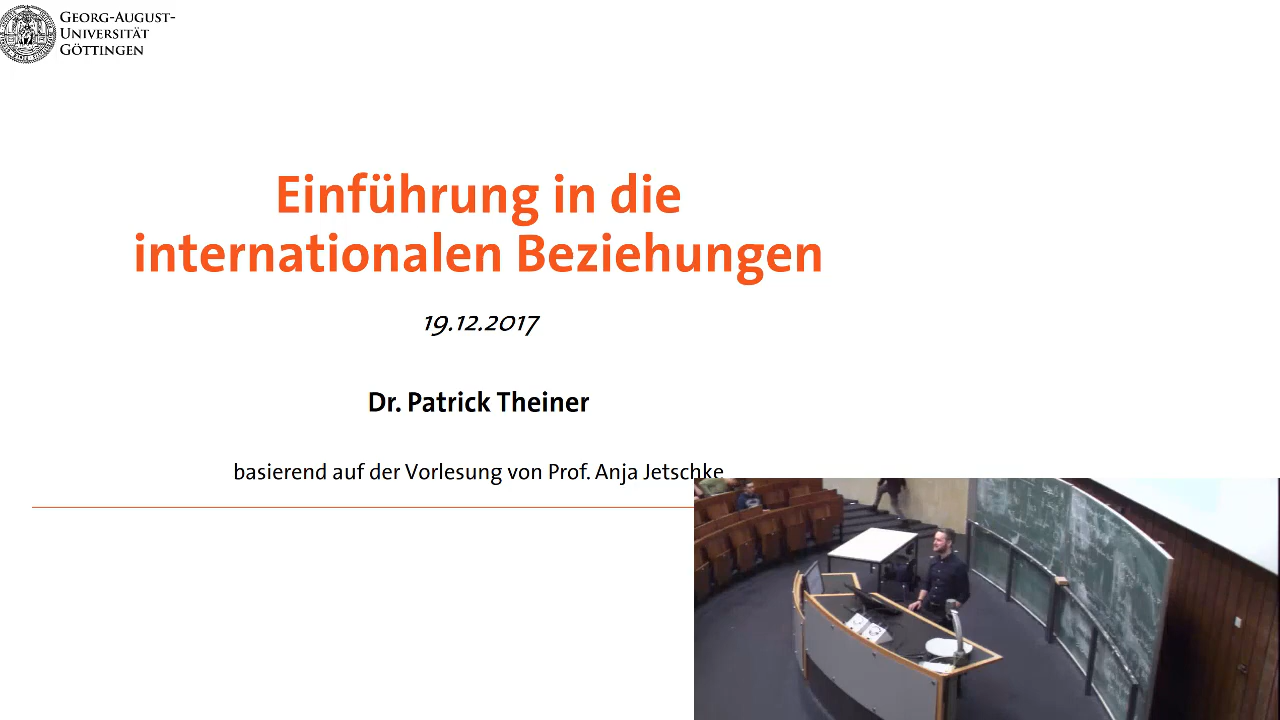 GEORG-AUGUST-
UNIVERSITÄT
GÖTTINGEN
Einführung in die
internationalen Beziehungen
19.12.2017
Dr. Patrick Theiner
basierend auf der Vorlesung von Prof. Anja Jetschke